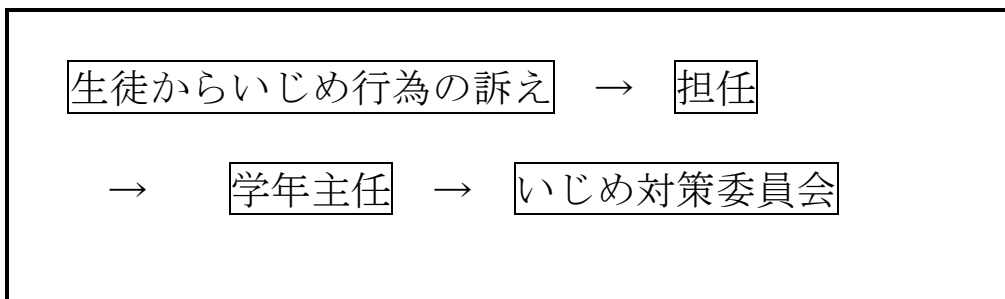 生徒からいじめ行為の訴え → 担任
→ 学年主任 → いじめ対策委員会